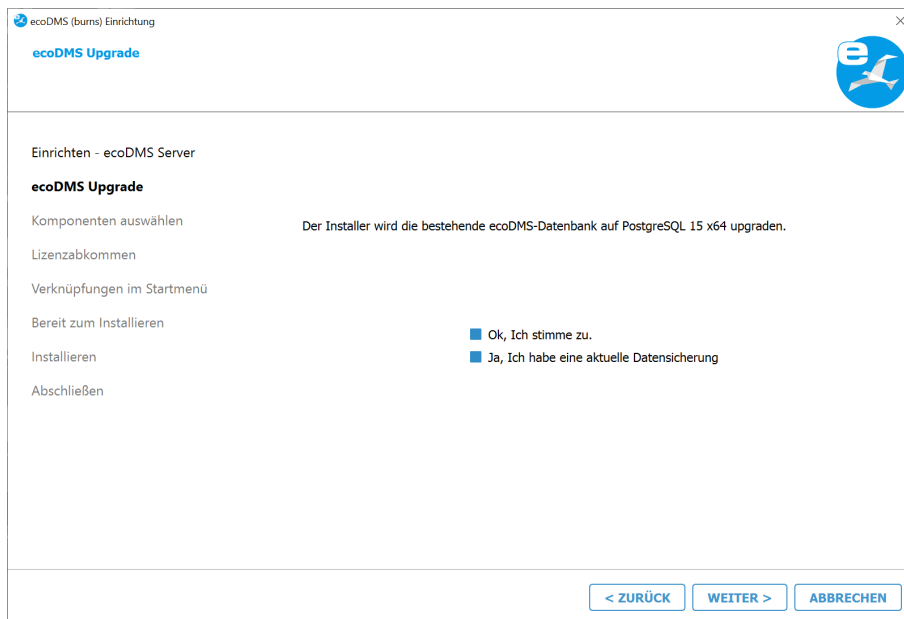 ecoDMS (burns) Einrichtung
ecoDMS Upgrade
e
Einrichten - ecoDMS Server
ecoDMS Upgrade
Komponenten auswählen
Lizenzabkommen
Verknüpfungen im Startmenü
Bereit zum Installieren
Installieren
Abschließen
Der Installer wird die bestehende ecoDMS-Datenbank auf PostgreSQL 15 x64 upgraden.
Ok, Ich stimme zu.
Ja, Ich habe eine aktuelle Datensicherung
< ZURÜCK
WEITER >
ABBRECHEN